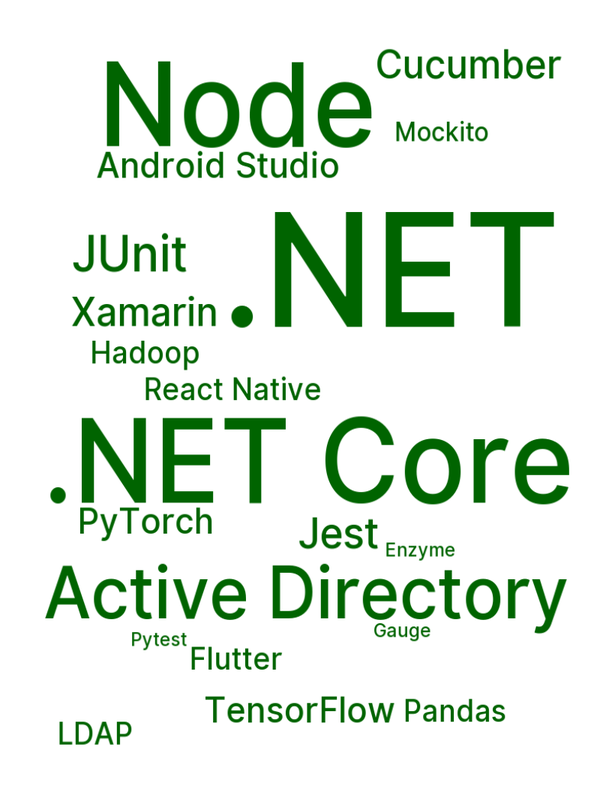 Cucumber
Node
Mockito
Android Studio
.NET
JUnit
Xamarin
Hadoop
React Native
.NET Core
PyTorch
Jest
Enzyme
Active Directory
Gauge
Pytest
Flutter
TensorFlow
Pandas
LDAP